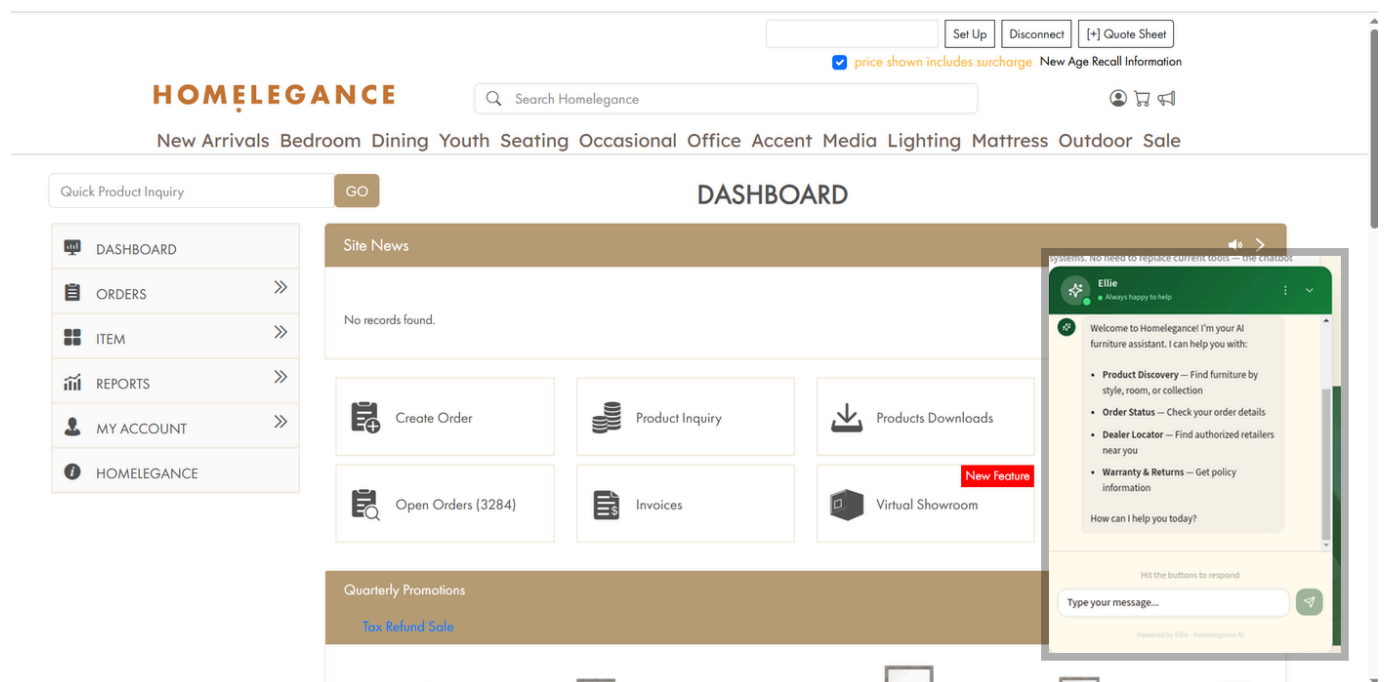 Set Up Disconnect [+] Quote Sheet
price shown includes surcharge New Age Recall Information
HOMELEGANCE
Search Homelegance
New Arrivals Bedroom Dining Youth Seating Occasional Office Accent Media Lighting Mattress Outdoor Sale
Quick Product Inquiry GO
DASHBOARD
DASHBOARD
ORDERS
ITEM
REPORTS
MY ACCOUNT
HOMELEGANCE
Site News
No records found.
Create Order
Product Inquiry
Products Downloads
Open Orders (3284)
Invoices
New Feature
Virtual Showroom
Quarterly Promotions
Tax Refund Sale
systems. No need to replace current tools — the chatbot
Ellie
Always happy to help
Welcome to Homelegance! I'm your AI
furniture assistant. I can help you with:
• Product Discovery — Find furniture by
style, room, or collection
• Order Status — Check your order details
• Dealer Locator — Find authorized retailers
near you
• Warranty & Returns — Get policy
information
How can I help you today?
Hit the buttons to respond
Type your message...
Powered by Ellie - Homelegance AI